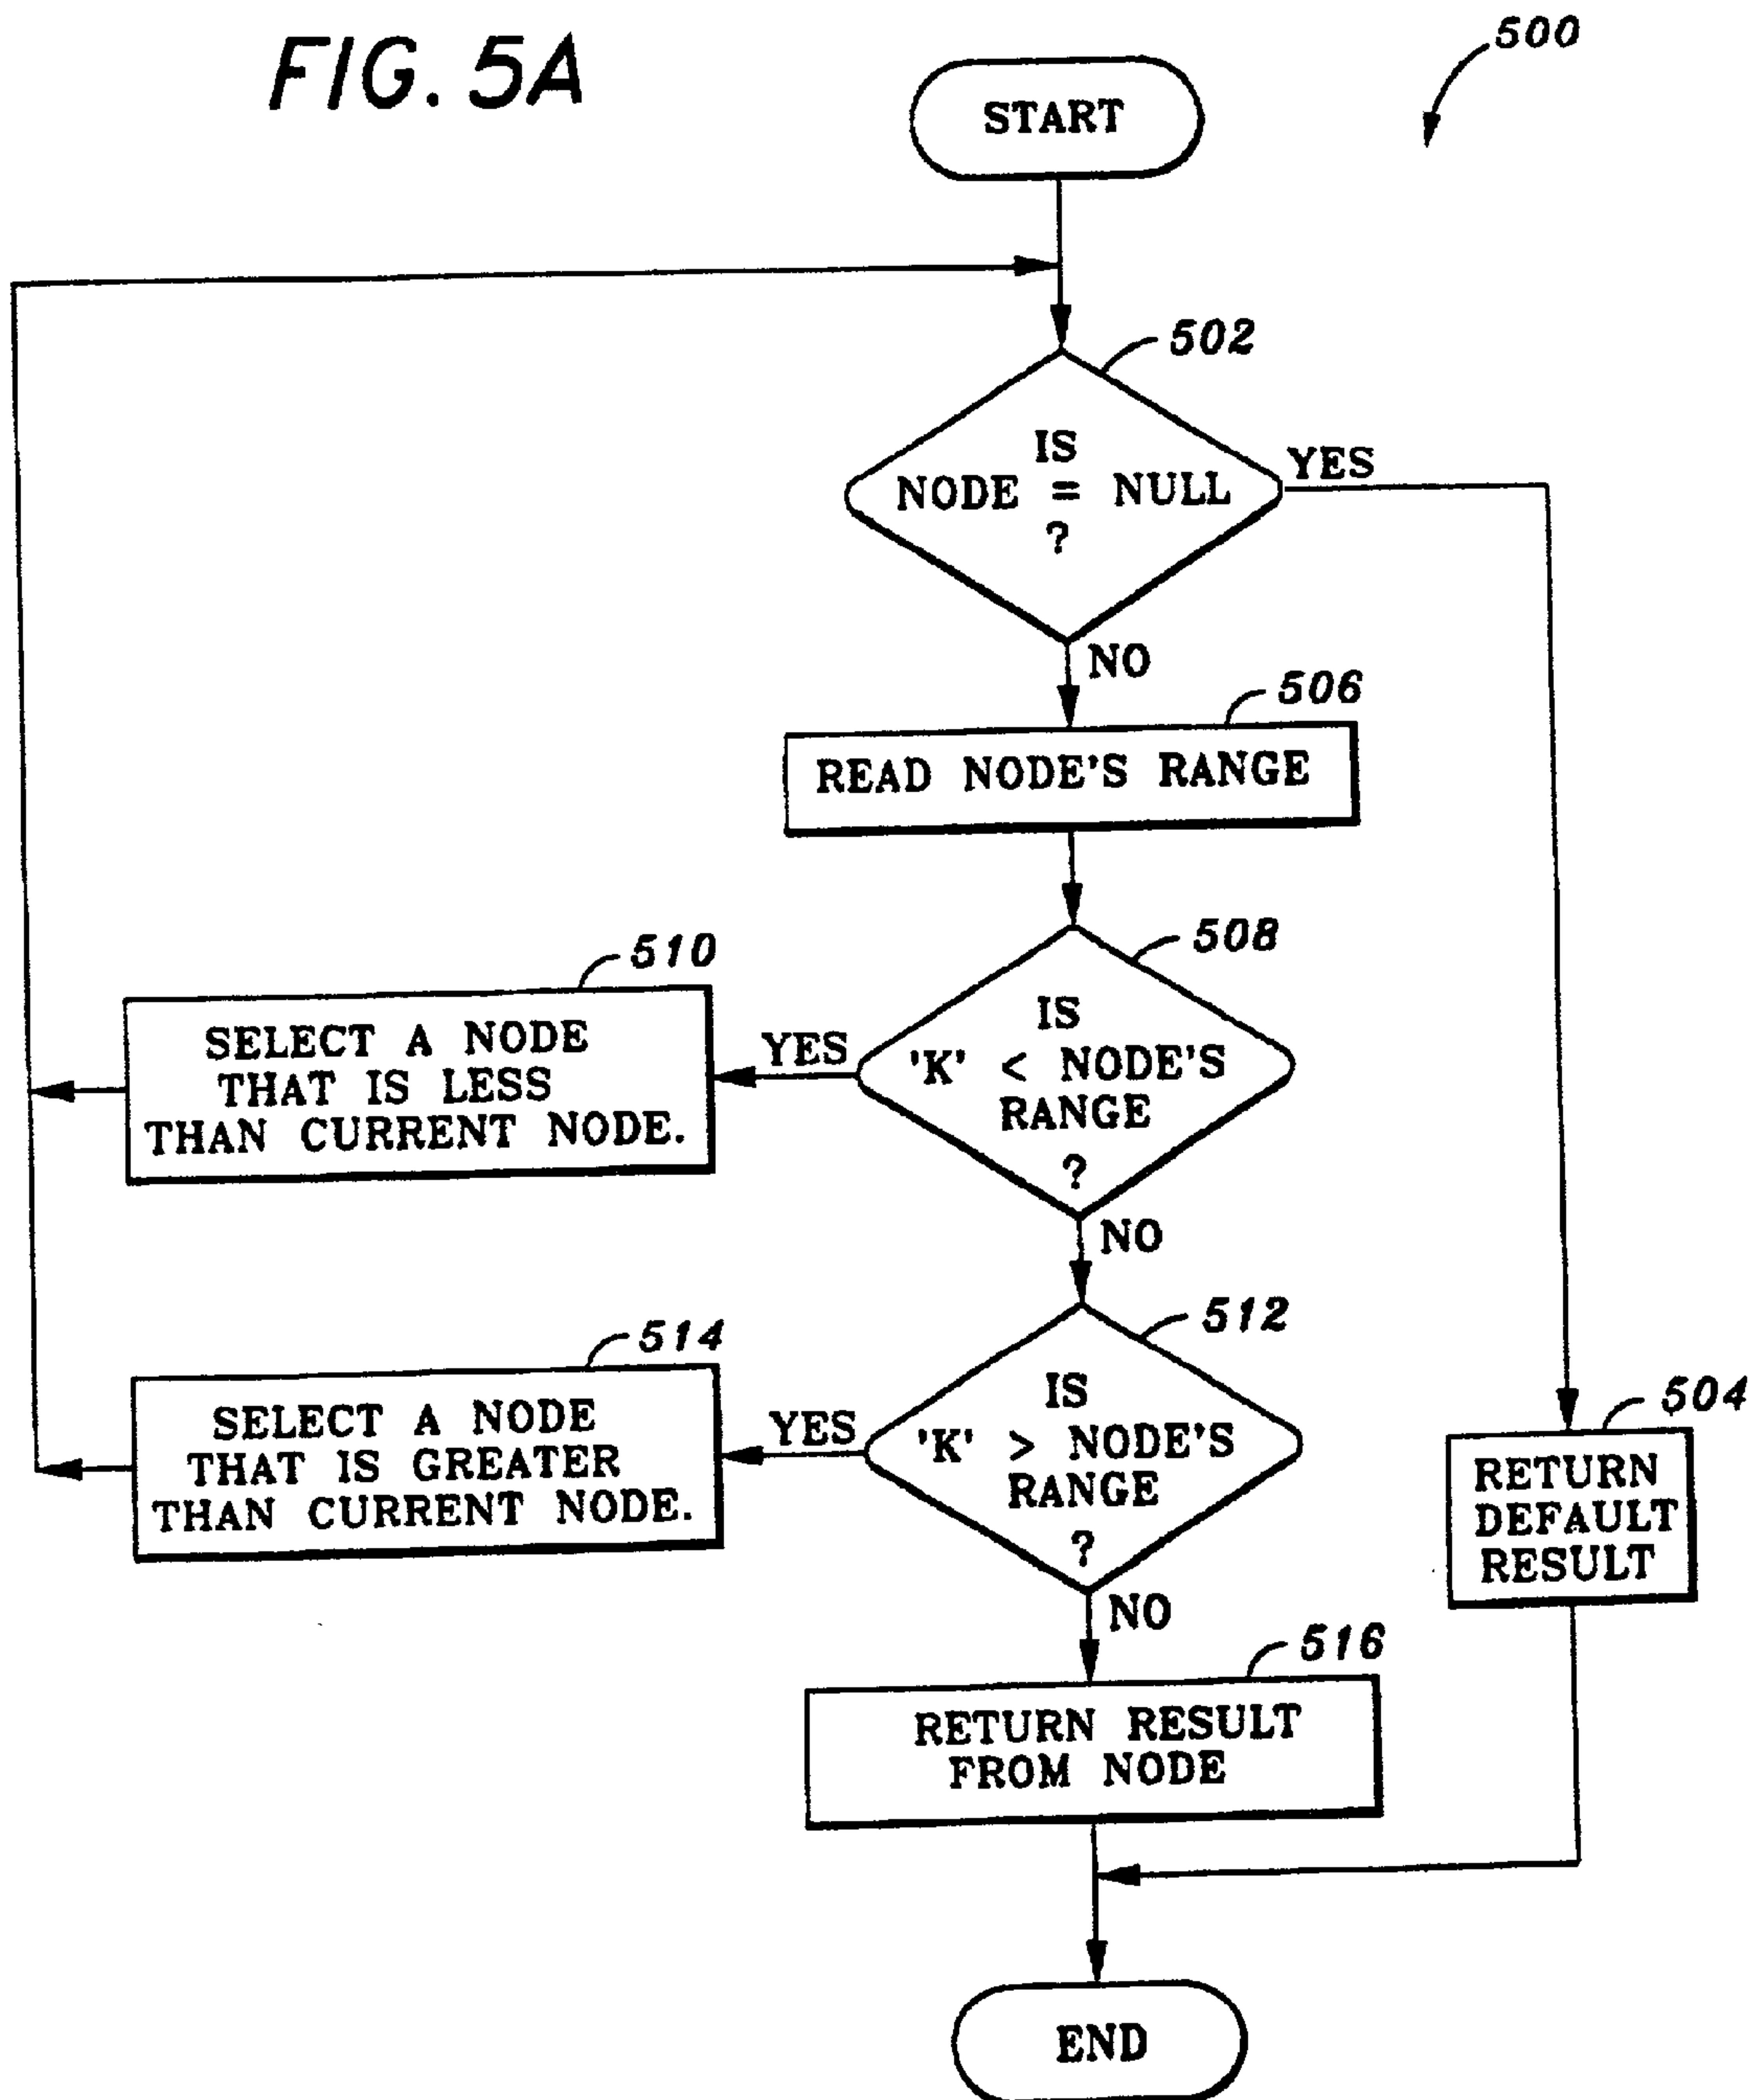 FIG. 5A
500
START
502
IS
NODE = NULL
?
YES
NO
506
READ NODE'S RANGE
508
IS
'K' < NODE'S
RANGE
?
YES
NO
510
SELECT A NODE
THAT IS LESS
THAN CURRENT NODE.
512
IS
'K' > NODE'S
RANGE
?
YES
NO
514
SELECT A NODE
THAT IS GREATER
THAN CURRENT NODE.
504
RETURN
DEFAULT
RESULT
516
RETURN RESULT
FROM NODE
END